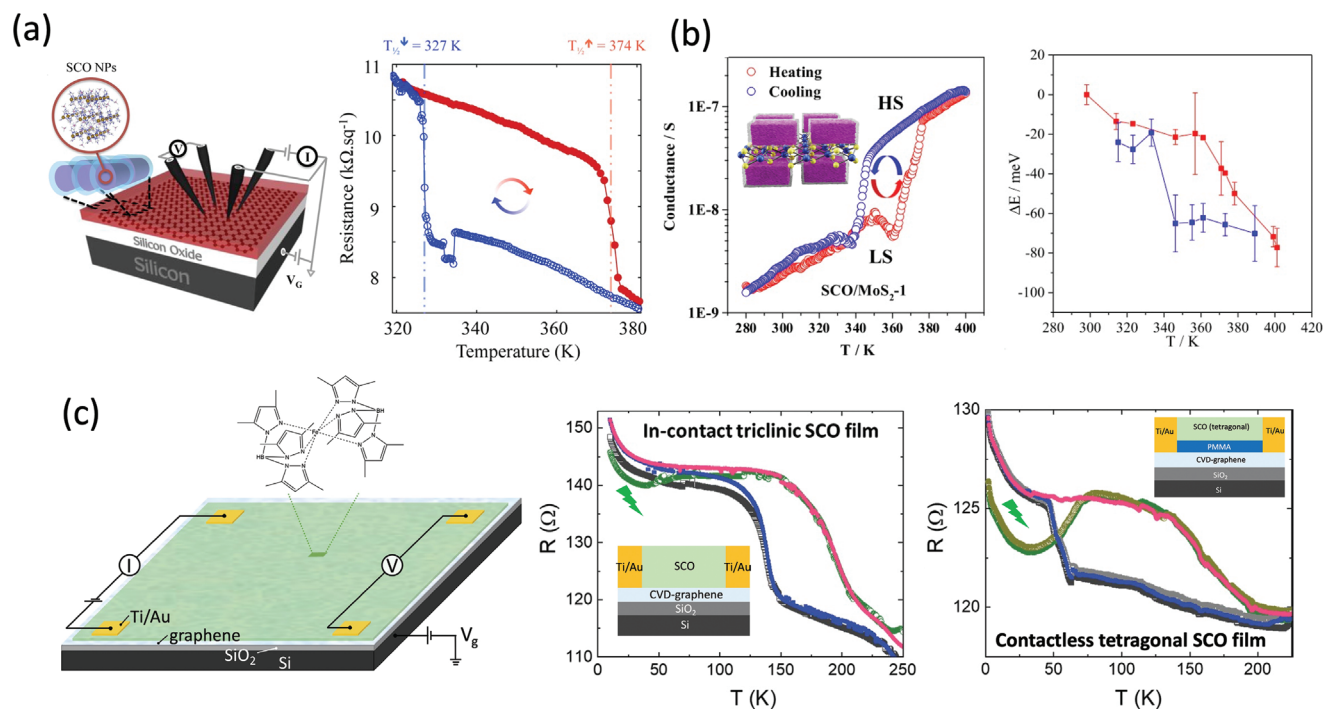 (a)
SCO NPs
V
I
Silicon Oxide
Silicon
V_G
T_½↓ = 327 K
T_½↑ = 374 K
Resistance (kΩ.sq⁻¹)
11
10
9
8
320
340
360
380
Temperature (K)
(b)
Heating
Cooling
HS
LS
SCO/MoS₂-1
Conductance / S
1E-7
1E-8
1E-9
280 300 320 340 360 380 400
T / K
ΔE / meV
20
0
-20
-40
-60
-80
-100
280 300 320 340 360 380 400 420
T / K
(c)
Fe
BH
HB
N
I
V
Ti/Au
graphene
SiO₂
Si
V_g
In-contact triclinic SCO film
R (Ω)
150
140
130
120
110
0 50 100 150 200 250
T (K)
Ti/Au
SCO
Ti/Au
CVD-graphene
SiO₂
Si
R (Ω)
130
125
120
0 50 100 150 200
T (K)
Ti/Au
SCO (tetragonal)
Ti/Au
PMMA
CVD-graphene
SiO₂
Si
Contactless tetragonal SCO film